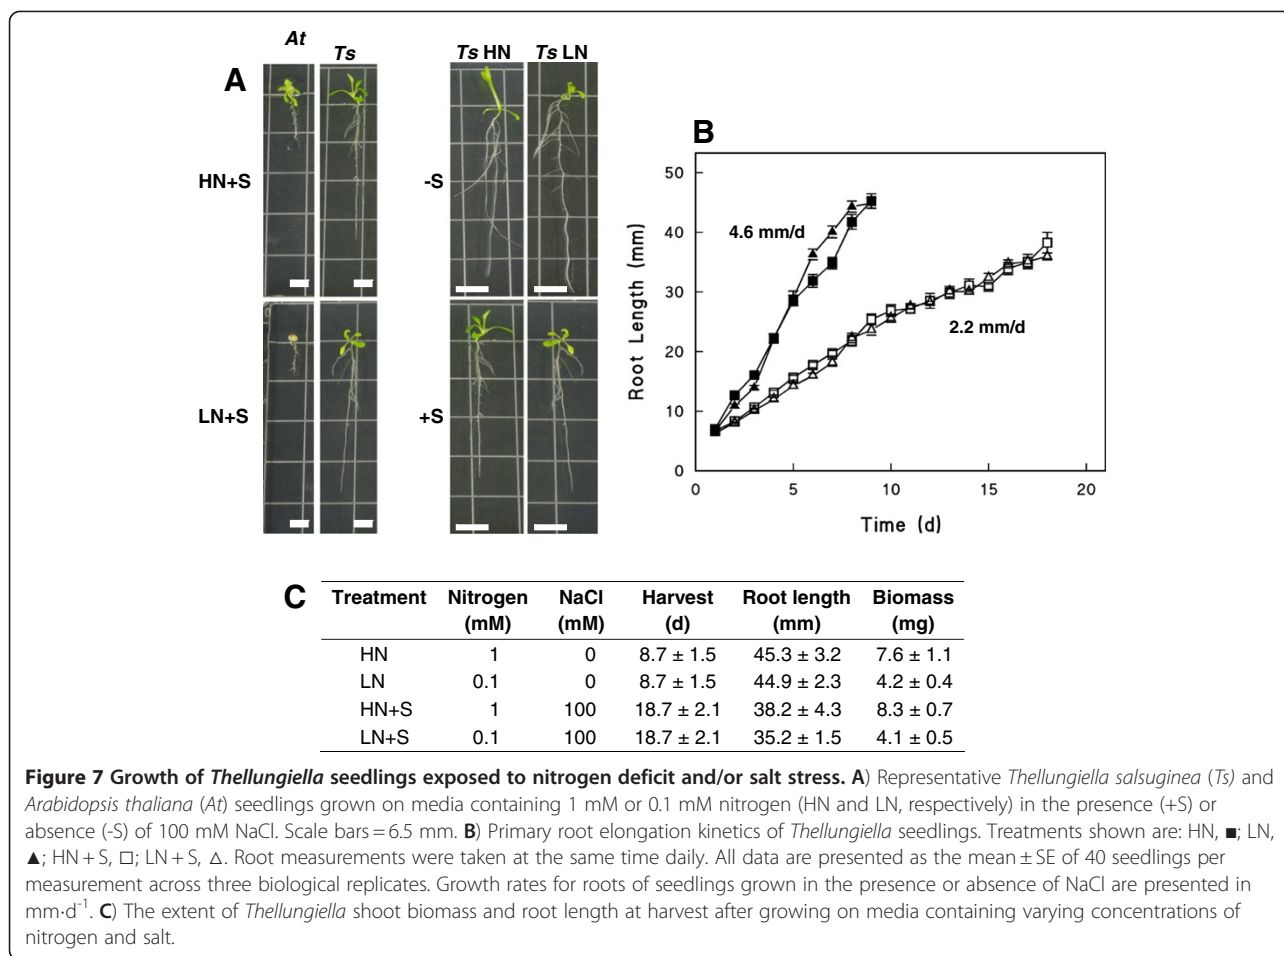 At
Ts
Ts HN
Ts LN
A
HN+S
-S
LN+S
+S
B
50
40
30
20
10
0
Root Length (mm)
4.6 mm/d
2.2 mm/d
0
5
10
15
20
Time (d)
C
Treatment Nitrogen NaCl Harvest Root length Biomass
(mM) (mM) (d) (mm) (mg)
HN 1 0 8.7 ± 1.5 45.3 ± 3.2 7.6 ± 1.1
LN 0.1 0 8.7 ± 1.5 44.9 ± 2.3 4.2 ± 0.4
HN+S 1 100 18.7 ± 2.1 38.2 ± 4.3 8.3 ± 0.7
LN+S 0.1 100 18.7 ± 2.1 35.2 ± 1.5 4.1 ± 0.5
Figure 7 Growth of Thellungiella seedlings exposed to nitrogen deficit and/or salt stress. A) Representative Thellungiella salsuginea (Ts) and
Arabidopsis thaliana (At) seedlings grown on media containing 1 mM or 0.1 mM nitrogen (HN and LN, respectively) in the presence (+S) or
absence (-S) of 100 mM NaCl. Scale bars = 6.5 mm. B) Primary root elongation kinetics of Thellungiella seedlings. Treatments shown are: HN, ■; LN,
▲; HN + S, □; LN + S, △. Root measurements were taken at the same time daily. All data are presented as the mean ± SE of 40 seedlings per
measurement across three biological replicates. Growth rates for roots of seedlings grown in the presence or absence of NaCl are presented in
mm·d⁻¹. C) The extent of Thellungiella shoot biomass and root length at harvest after growing on media containing varying concentrations of
nitrogen and salt.